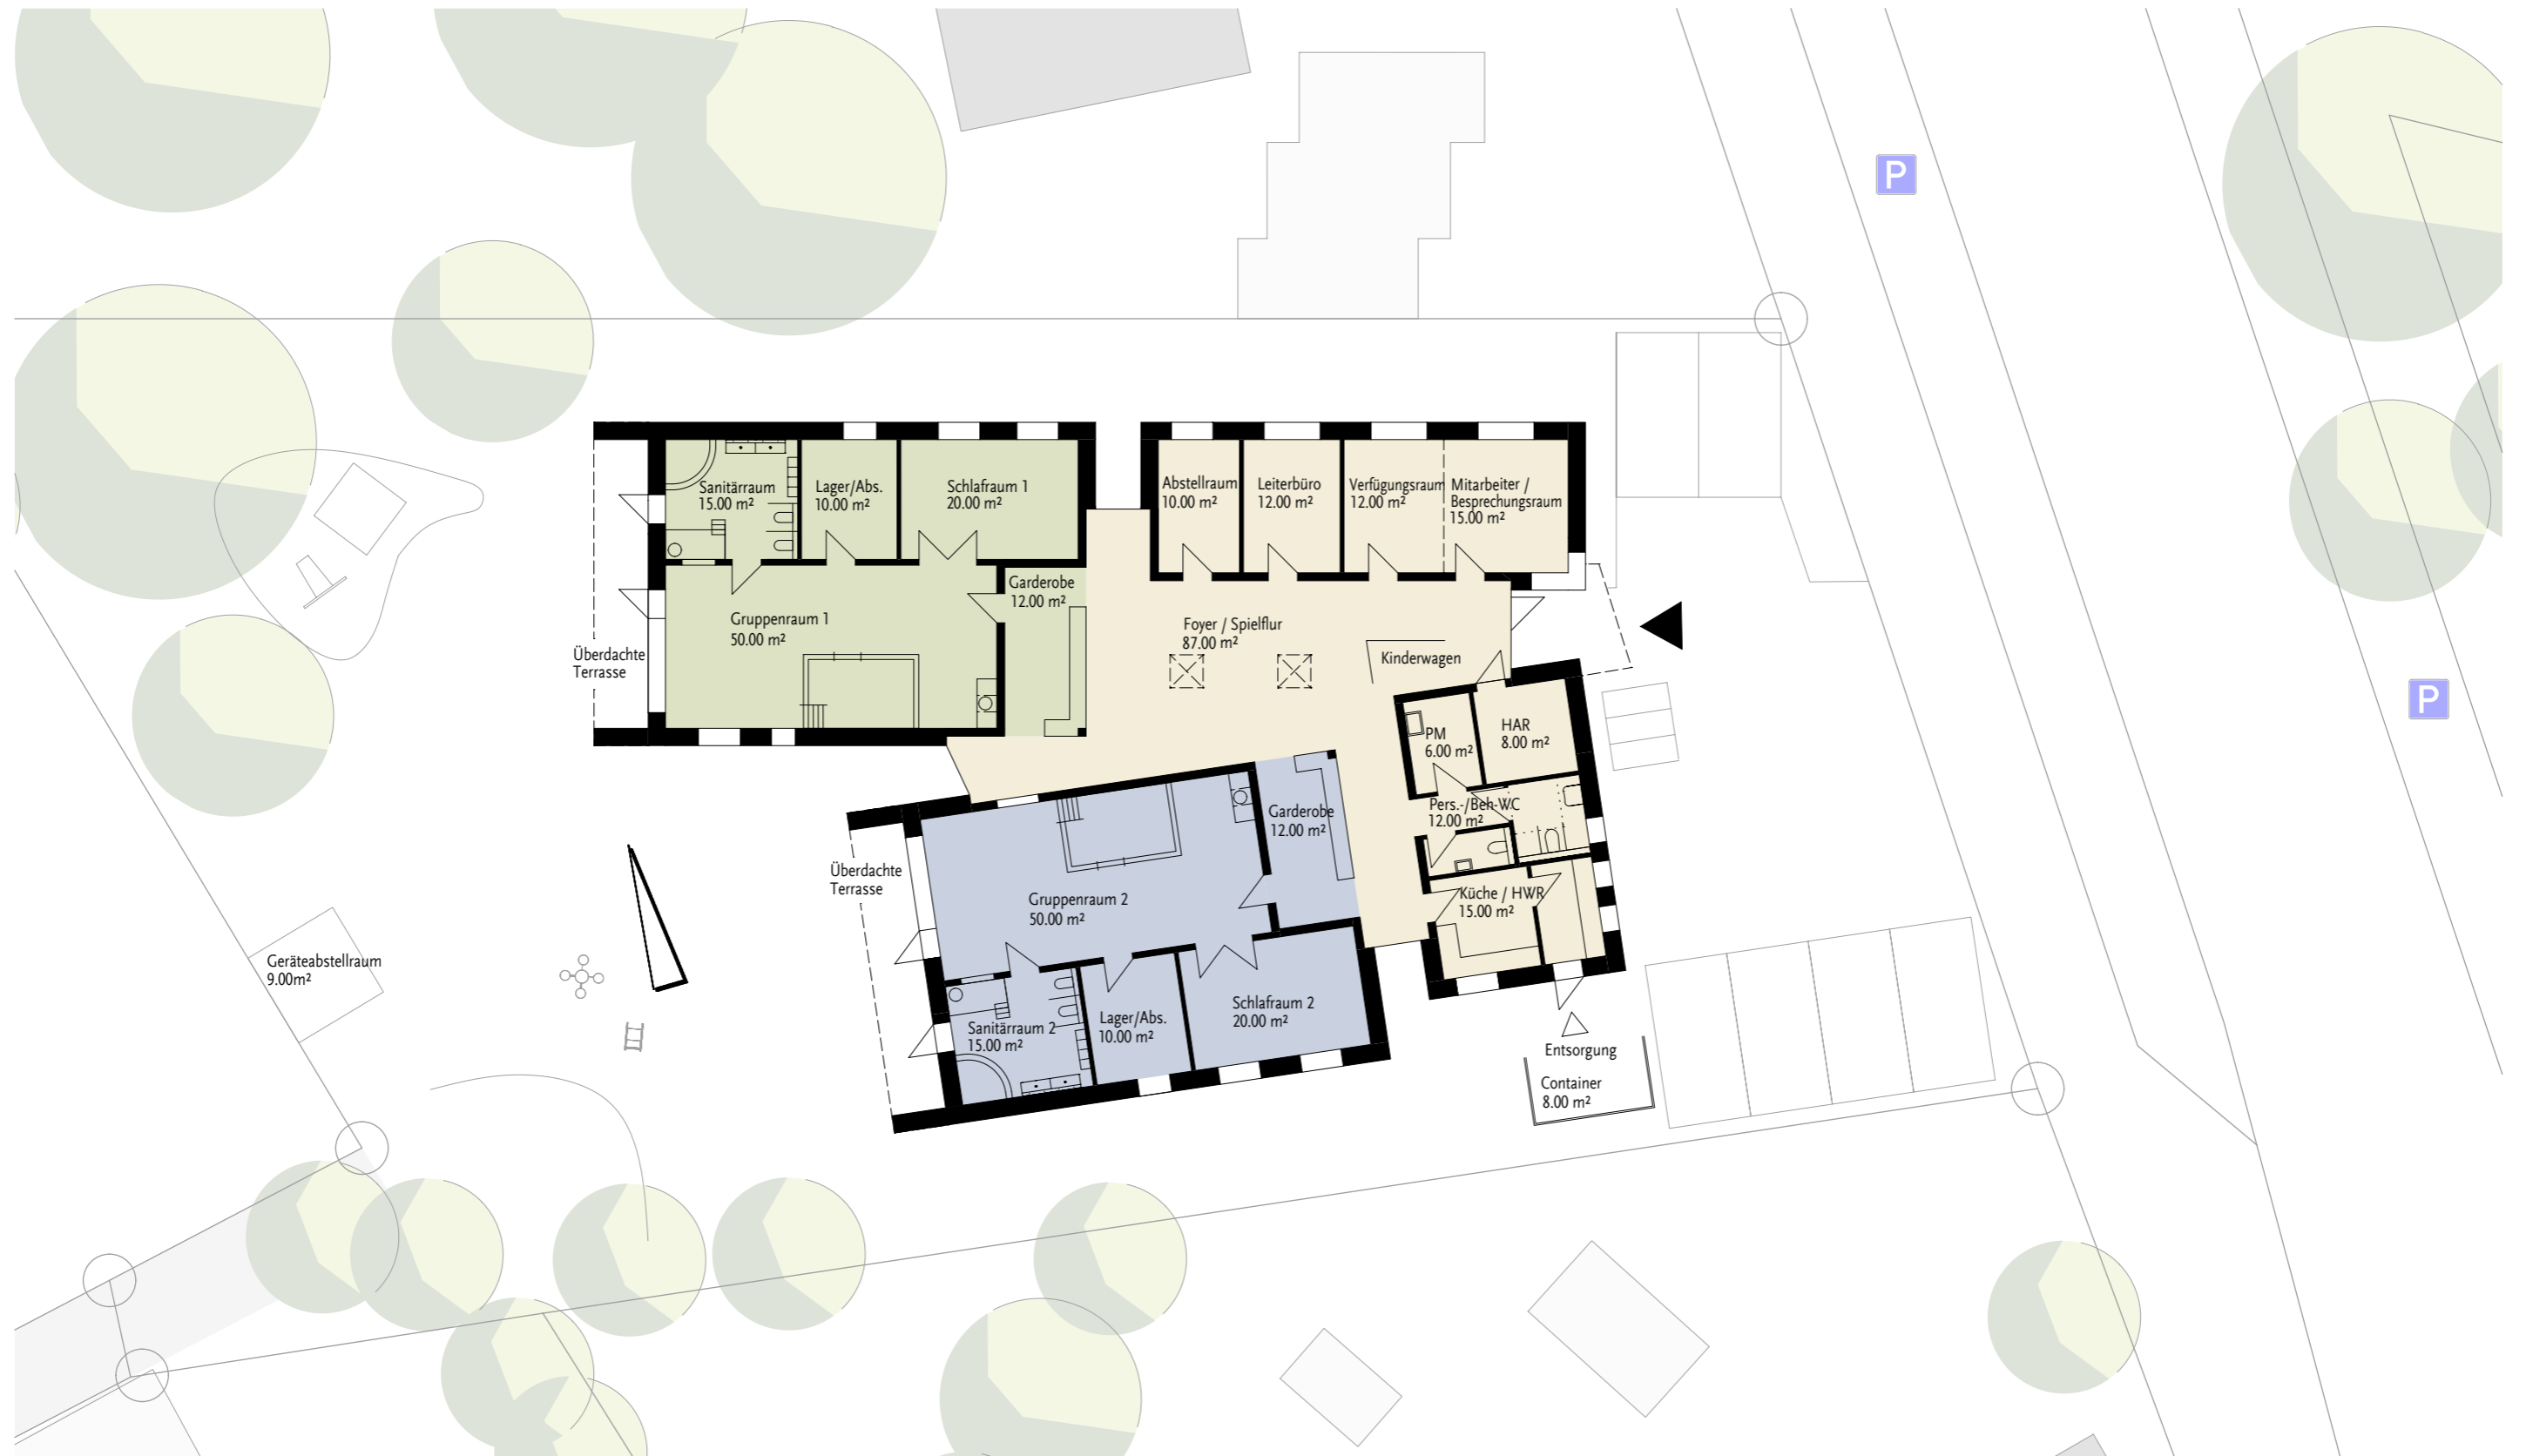 P
Sanitärraum
15.00 m²
Lager/Abs.
10.00 m²
Schlafraum 1
20.00 m²
Abstellraum
10.00 m²
Leiterbüro
12.00 m²
Verfügungsraum
12.00 m²
Mitarbeiter /
Besprechungsraum
15.00 m²
Garderobe
12.00 m²
Gruppenraum 1
50.00 m²
Foyer / Spielflur
87.00 m²
Kinderwagen
Überdachte
Terrasse
P
PM
6.00 m²
HAR
8.00 m²
Pers.-/Beh-WC
12.00 m²
Garderobe
12.00 m²
Überdachte
Terrasse
Gruppenraum 2
50.00 m²
Küche / HWR
15.00 m²
Geräteabstellraum
9.00m²
Sanitärraum 2
15.00 m²
Lager/Abs.
10.00 m²
Schlafraum 2
20.00 m²
Entsorgung
Container
8.00 m²